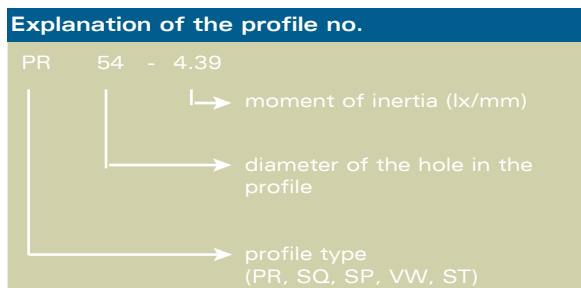 Explanation of the profile no.
PR 54 - 4.39
moment of inertia (Ix/mm)
diameter of the hole in the
profile
profile type
(PR, SQ, SP, VW, ST)